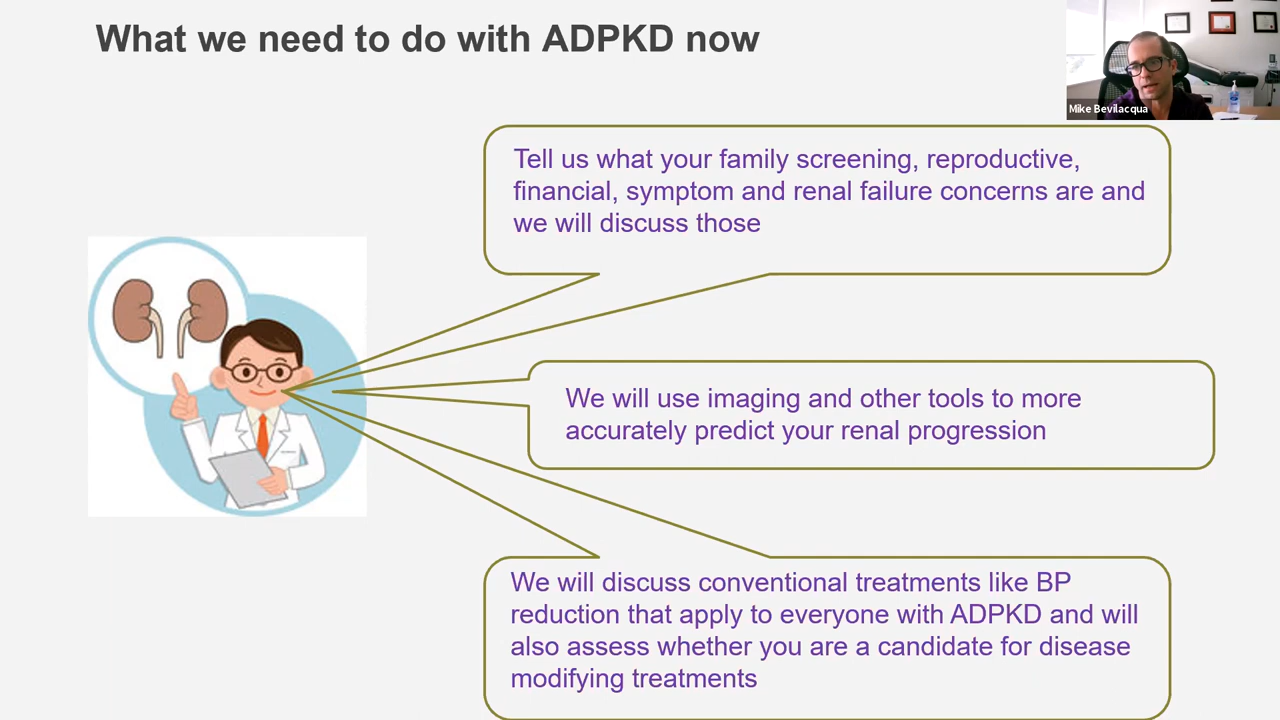 What we need to do with ADPKD now
Mike Bevilacqua
Tell us what your family screening, reproductive,
financial, symptom and renal failure concerns are and
we will discuss those
We will use imaging and other tools to more
accurately predict your renal progression
We will discuss conventional treatments like BP
reduction that apply to everyone with ADPKD and will
also assess whether you are a candidate for disease
modifying treatments